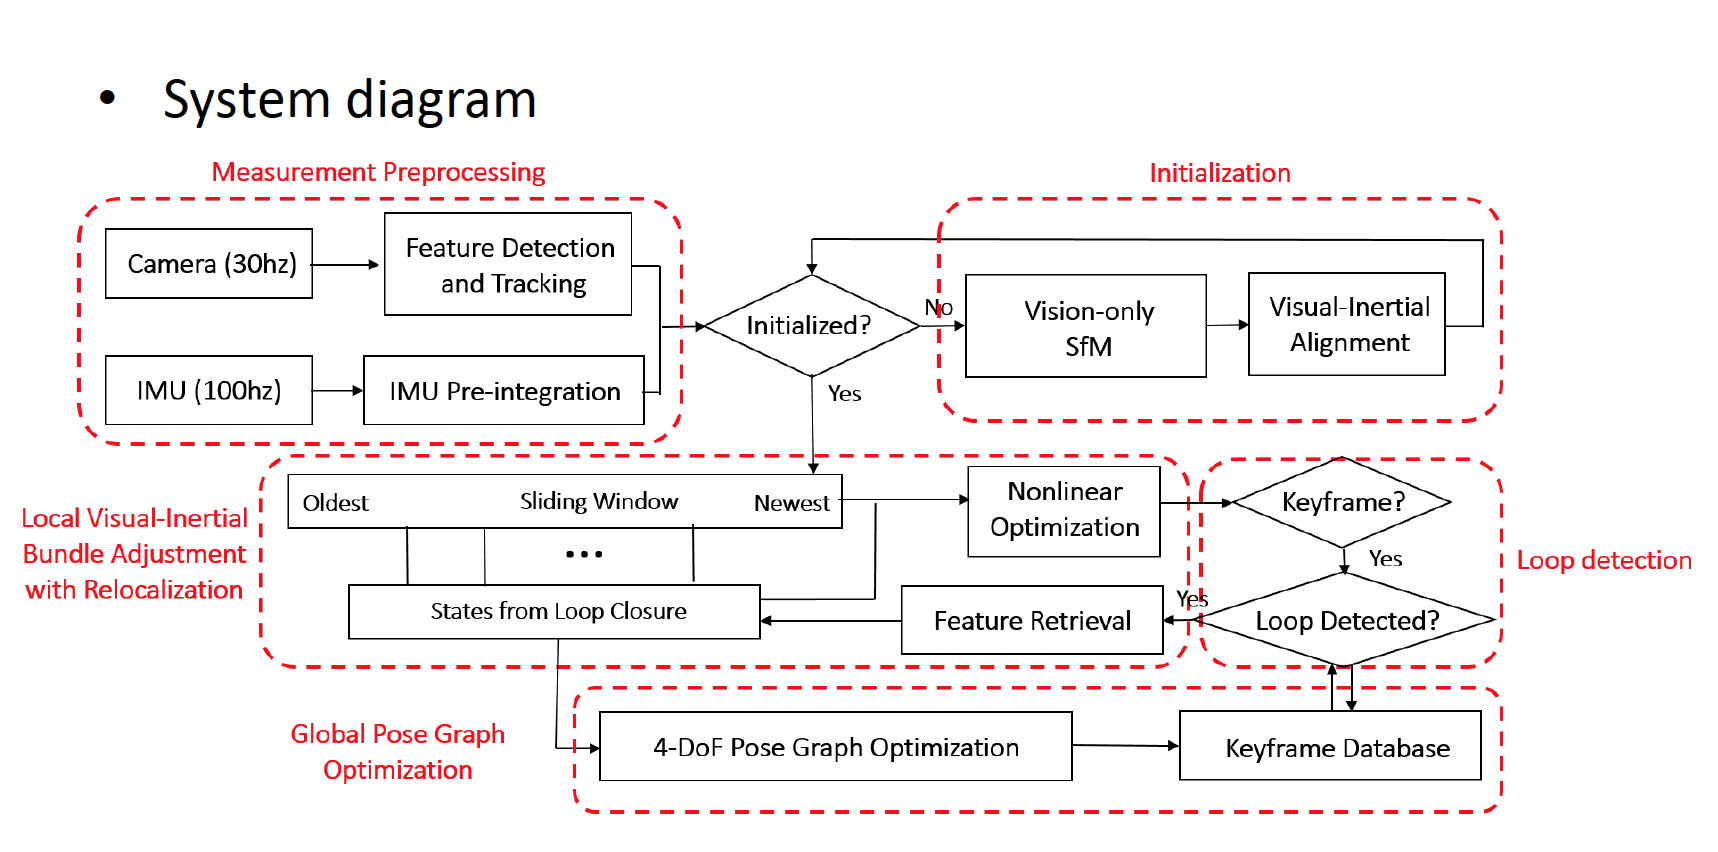 • System diagram
Measurement Preprocessing
Initialization
Camera (30hz)
Feature Detection
and Tracking
IMU (100hz)
IMU Pre-integration
Initialized?
No
Yes
Vision-only
SfM
Visual-Inertial
Alignment
Local Visual-Inertial
Bundle Adjustment
with Relocalization
Oldest
Sliding Window
Newest
...
States from Loop Closure
Nonlinear
Optimization
Feature Retrieval
Keyframe?
Yes
Loop Detected?
Yes
Loop detection
Global Pose Graph
Optimization
4-DoF Pose Graph Optimization
Keyframe Database